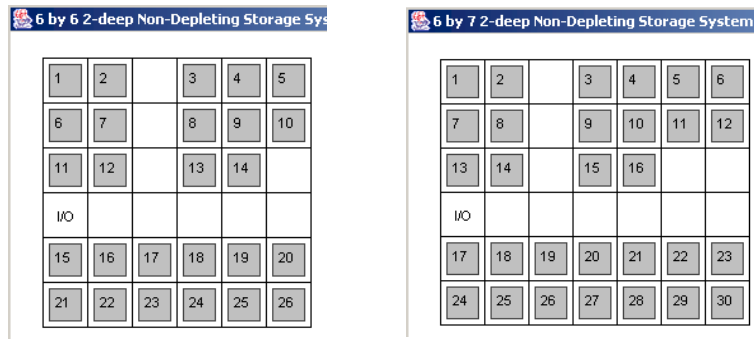 6 by 6 2-deep Non-Depleting Storage Sys
1 2 3 4 5
6 7 8 9 10
11 12 13 14
I/O
15 16 17 18 19 20
21 22 23 24 25 26
6 by 7 2-deep Non-Depleting Storage System
1 2 3 4 5 6
7 8 9 10 11 12
13 14 15 16
I/O
17 18 19 20 21 22 23
24 25 26 27 28 29 30